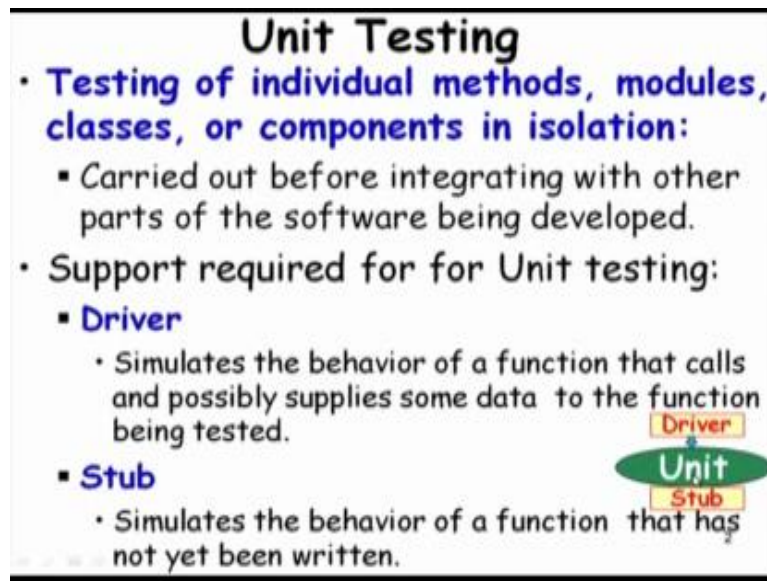 Unit Testing
• Testing of individual methods, modules,
classes, or components in isolation:
▪ Carried out before integrating with other
parts of the software being developed.
• Support required for for Unit testing:
▪ Driver
• Simulates the behavior of a function that calls
and possibly supplies some data to the function
being tested.
Driver
Unit
Stub
▪ Stub
• Simulates the behavior of a function that has
not yet been written.
2